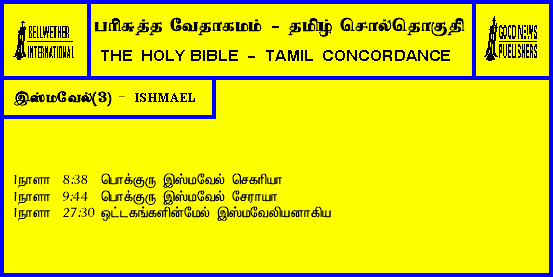 BELLWETHER
INTERNATIONAL
பரிசுத்த வேதாகமம் - தமிழ் சொல்தொகுதி
THE HOLY BIBLE - TAMIL CONCORDANCE
GOOD NEWS
PUBLISHERS
இஸ்மவேல்(3) - ISHMAEL
1நாளா 8:38 பொக்குரு இஸ்மவேல் செகரியா
1நாளா 9:44 பொக்குரு இஸ்மவேல் சேராயா
1நாளா 27:30 ஒட்டகங்களின்மேல் இஸ்மவேலியனாகிய